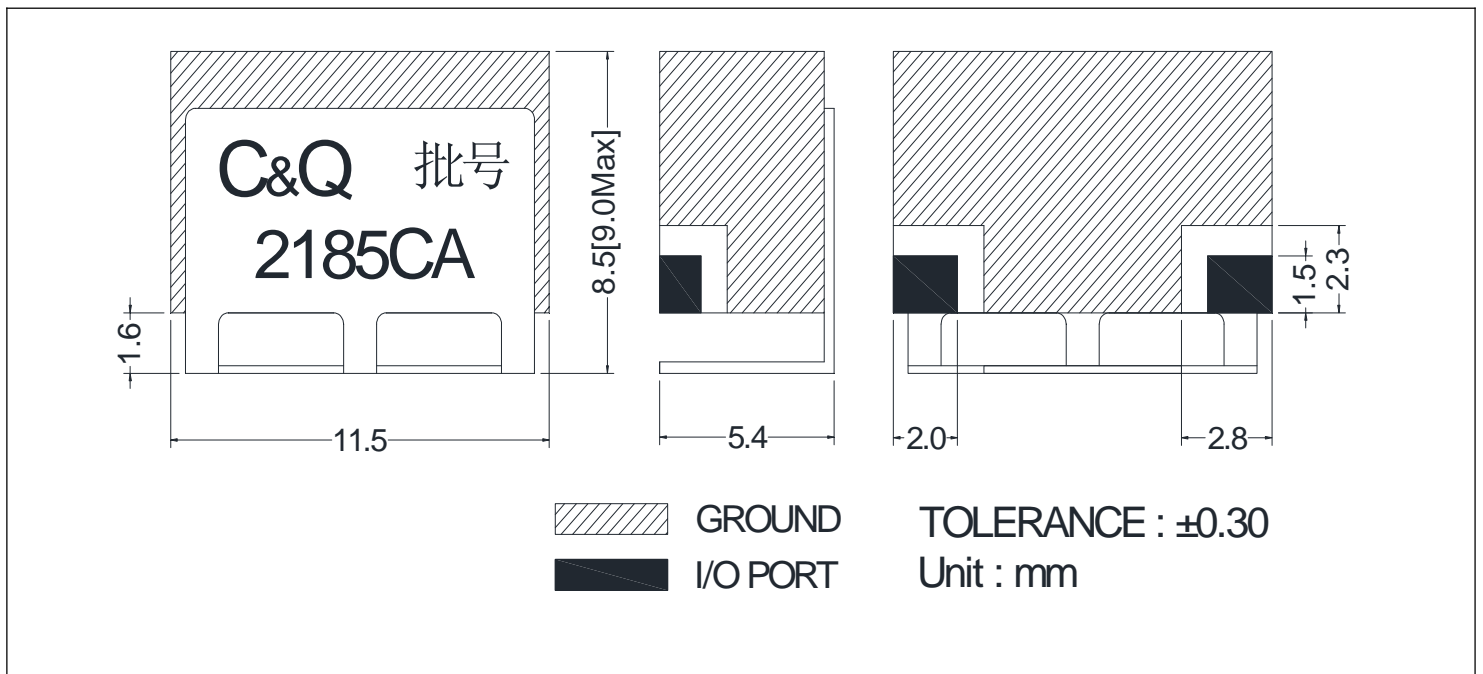 C&Q 批号
2185CA
1.6
11.5
8.5[9.0Max]
5.4
2.0
2.8
1.5
2.3
GROUND
I/O PORT
TOLERANCE : ±0.30
Unit : mm